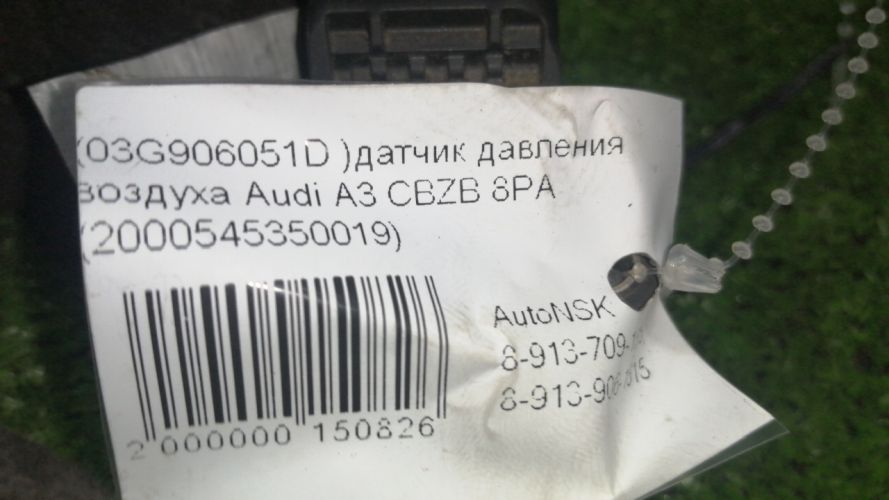 (03G906051D )датчик давления
воздуха Audi A3 CBZB 8PA
(2000545350019)
AutoNSK
2 000000 150826